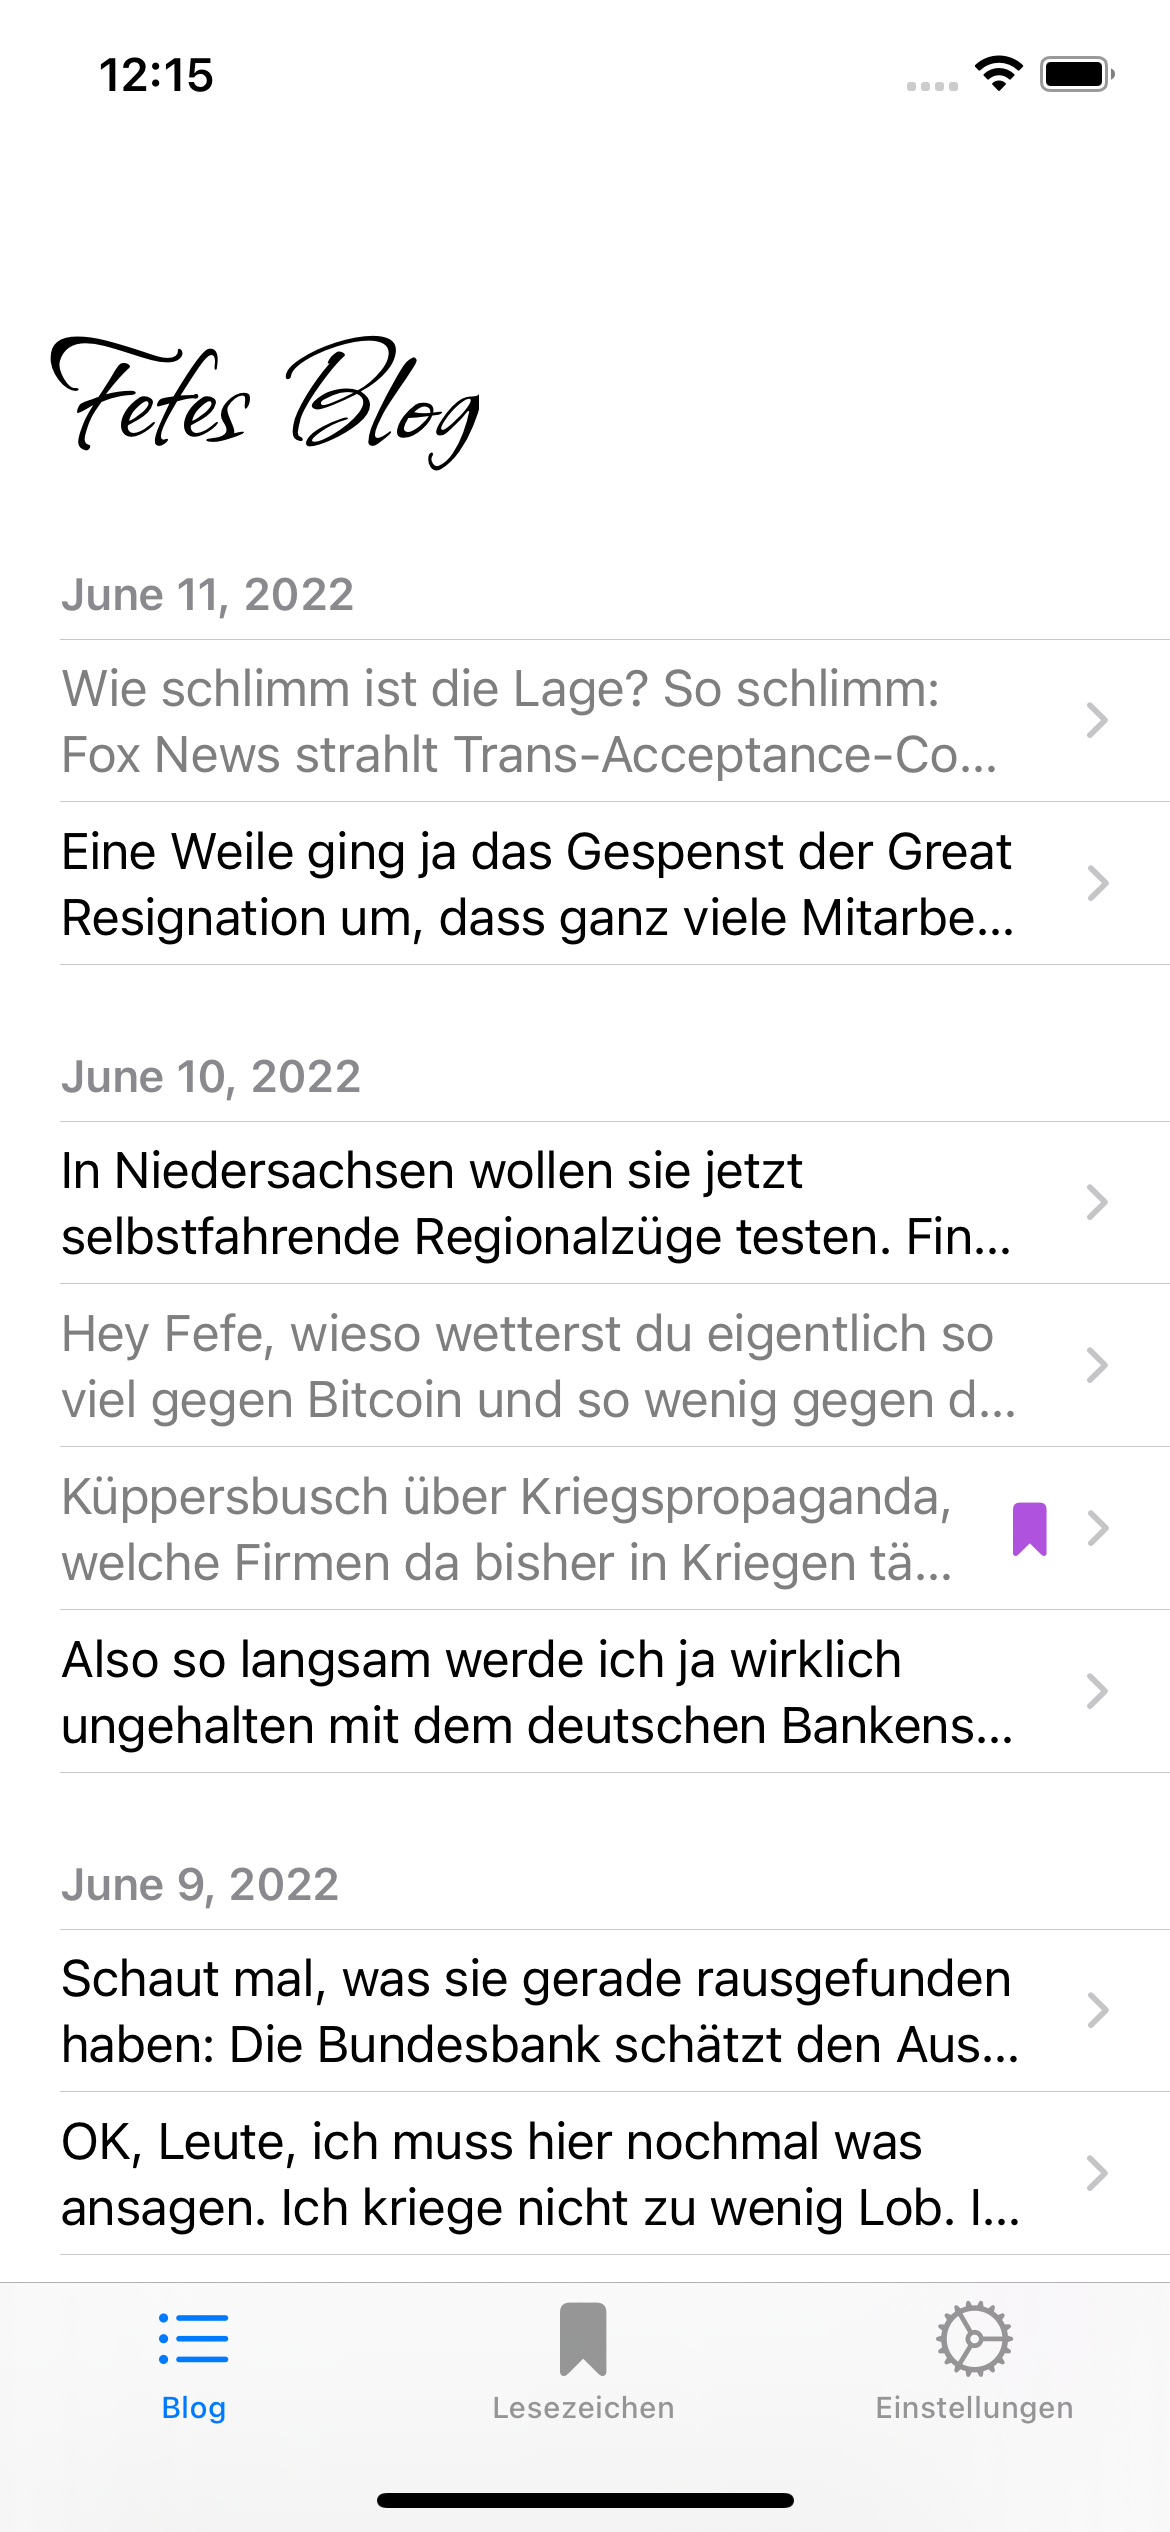 12:15
Fefes Blog
June 11, 2022
Wie schlimm ist die Lage? So schlimm:
Fox News strahlt Trans-Acceptance-Co...
Eine Weile ging ja das Gespenst der Great
Resignation um, dass ganz viele Mitarbe...
June 10, 2022
In Niedersachsen wollen sie jetzt
selbstfahrende Regionalzüge testen. Fin...
Hey Fefe, wieso wetterst du eigentlich so
viel gegen Bitcoin und so wenig gegen d...
Küppersbusch über Kriegspropaganda,
welche Firmen da bisher in Kriegen tä...
Also so langsam werde ich ja wirklich
ungehalten mit dem deutschen Bankens...
June 9, 2022
Schaut mal, was sie gerade rausgefunden
haben: Die Bundesbank schätzt den Aus...
OK, Leute, ich muss hier nochmal was
ansagen. Ich kriege nicht zu wenig Lob. I...
Blog
Lesezeichen
Einstellungen